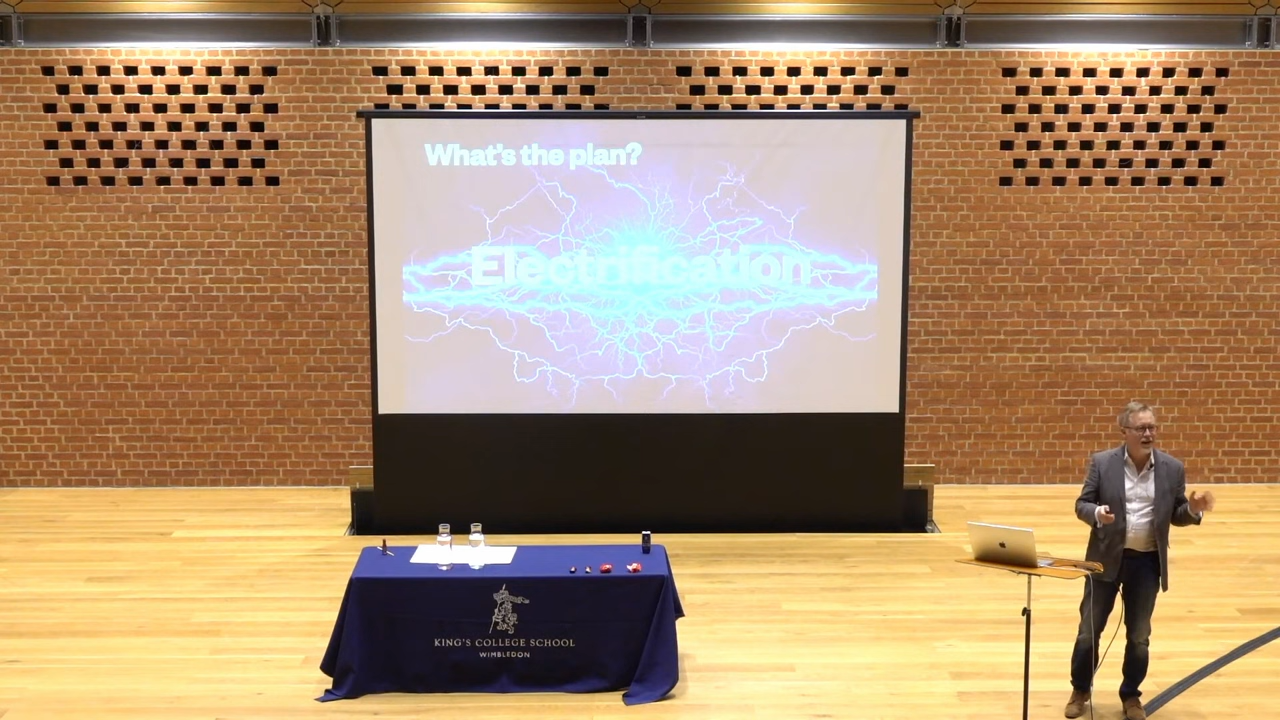 What's the plan?
Electrification
KING'S COLLEGE SCHOOL
WIMBLEDON